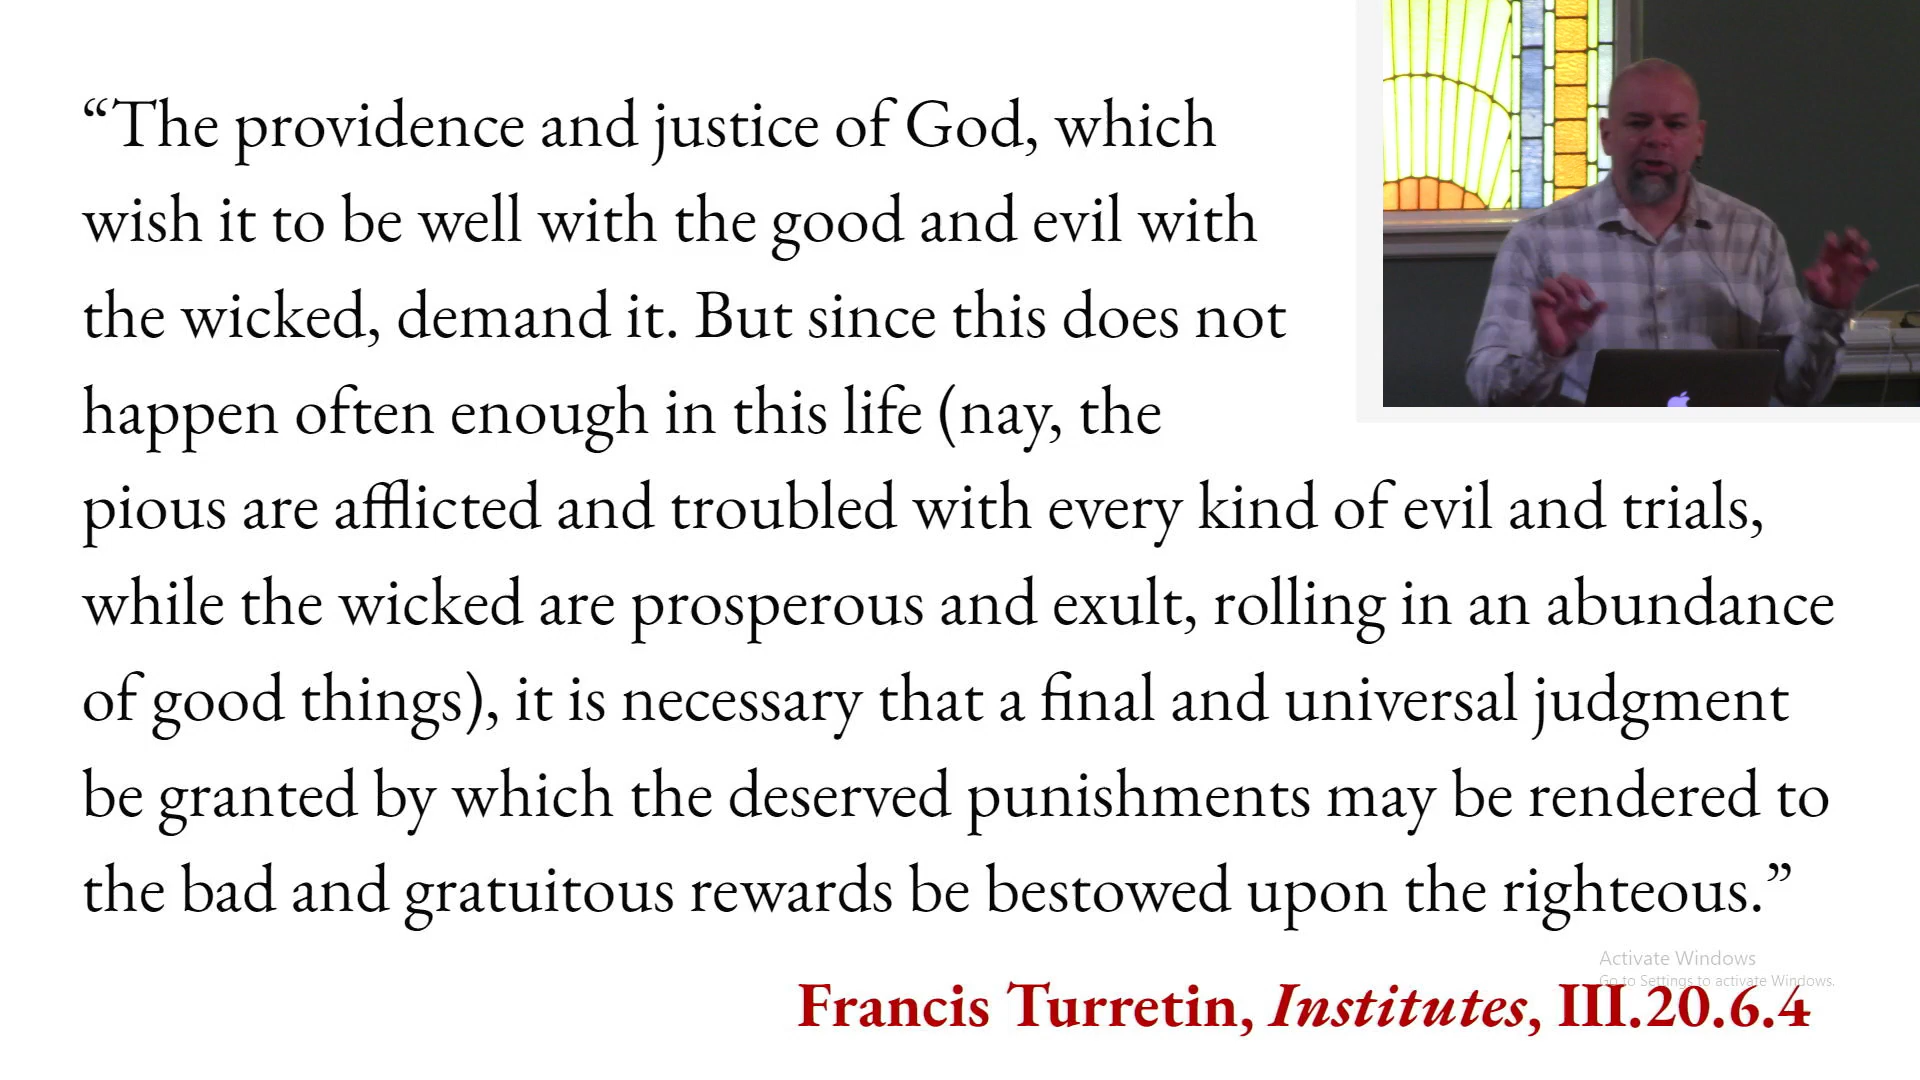 “The providence and justice of God, which
wish it to be well with the good and evil with
the wicked, demand it. But since this does not
happen often enough in this life (nay, the
pious are afflicted and troubled with every kind of evil and trials,
while the wicked are prosperous and exult, rolling in an abundance
of good things), it is necessary that a final and universal judgment
be granted by which the deserved punishments may be rendered to
the bad and gratuitous rewards be bestowed upon the righteous.”
Activate Windows
Go to Settings to activate Windows.
Francis Turretin, Institutes, III.20.6.4